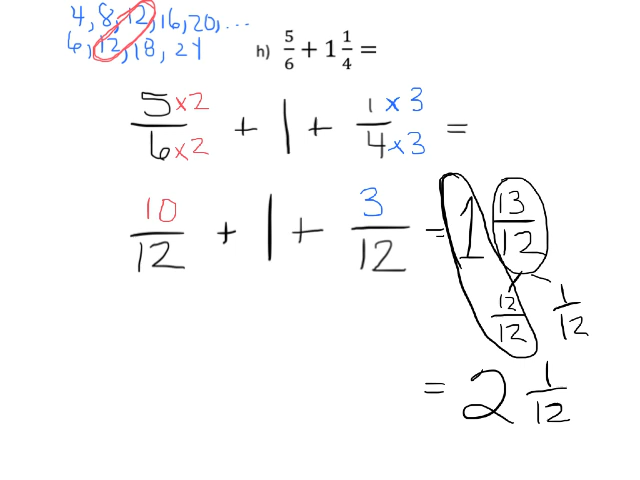 4, 8, 12, 16, 20, ...
6, 12, 18, 24
h) 5/6 + 1 1/4 =
5×2/6×2 + 1 + 1×3/4×3 =
10/12 + 1 + 3/12 = 1 13/12
12/12 1/12
= 2 1/12